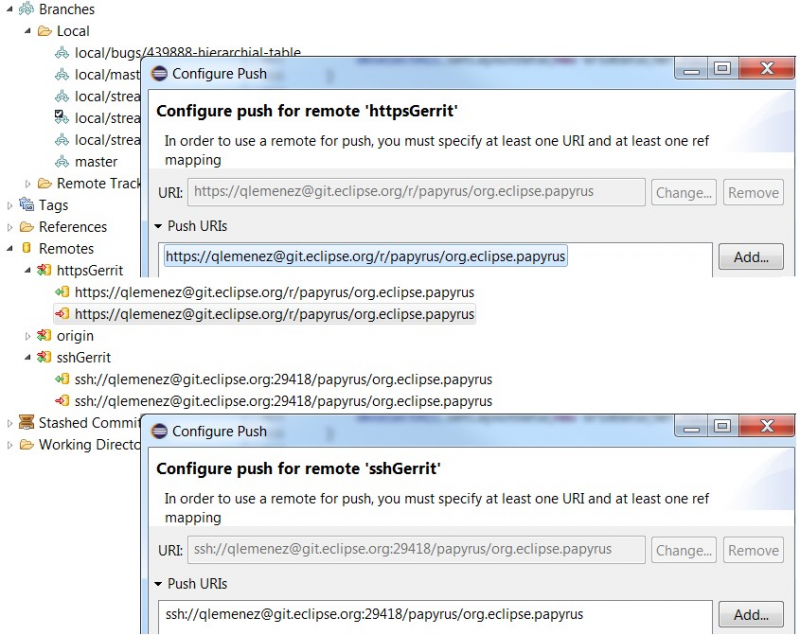 Branches
Local
local/bugs/439888-hierarchial-table
local/mast
local/strea
local/strea
local/strea
master
Remote Track
Tags
References
Remotes
httpsGerrit
https://qlemenez@git.eclipse.org/r/papyrus/org.eclipse.papyrus
https://qlemenez@git.eclipse.org/r/papyrus/org.eclipse.papyrus
origin
sshGerrit
ssh://qlemenez@git.eclipse.org:29418/papyrus/org.eclipse.papyrus
ssh://qlemenez@git.eclipse.org:29418/papyrus/org.eclipse.papyrus
Stashed Commit
Working Directo
Configure Push
Configure push for remote 'httpsGerrit'
In order to use a remote for push, you must specify at least one URI and at least one ref
mapping
URI: https://qlemenez@git.eclipse.org/r/papyrus/org.eclipse.papyrus Change... Remove
Push URIs
https://qlemenez@git.eclipse.org/r/papyrus/org.eclipse.papyrus Add...
Configure Push
Configure push for remote 'sshGerrit'
In order to use a remote for push, you must specify at least one URI and at least one ref
mapping
URI: ssh://qlemenez@git.eclipse.org:29418/papyrus/org.eclipse.papyrus Change... Remove
Push URIs
ssh://qlemenez@git.eclipse.org:29418/papyrus/org.eclipse.papyrus Add...